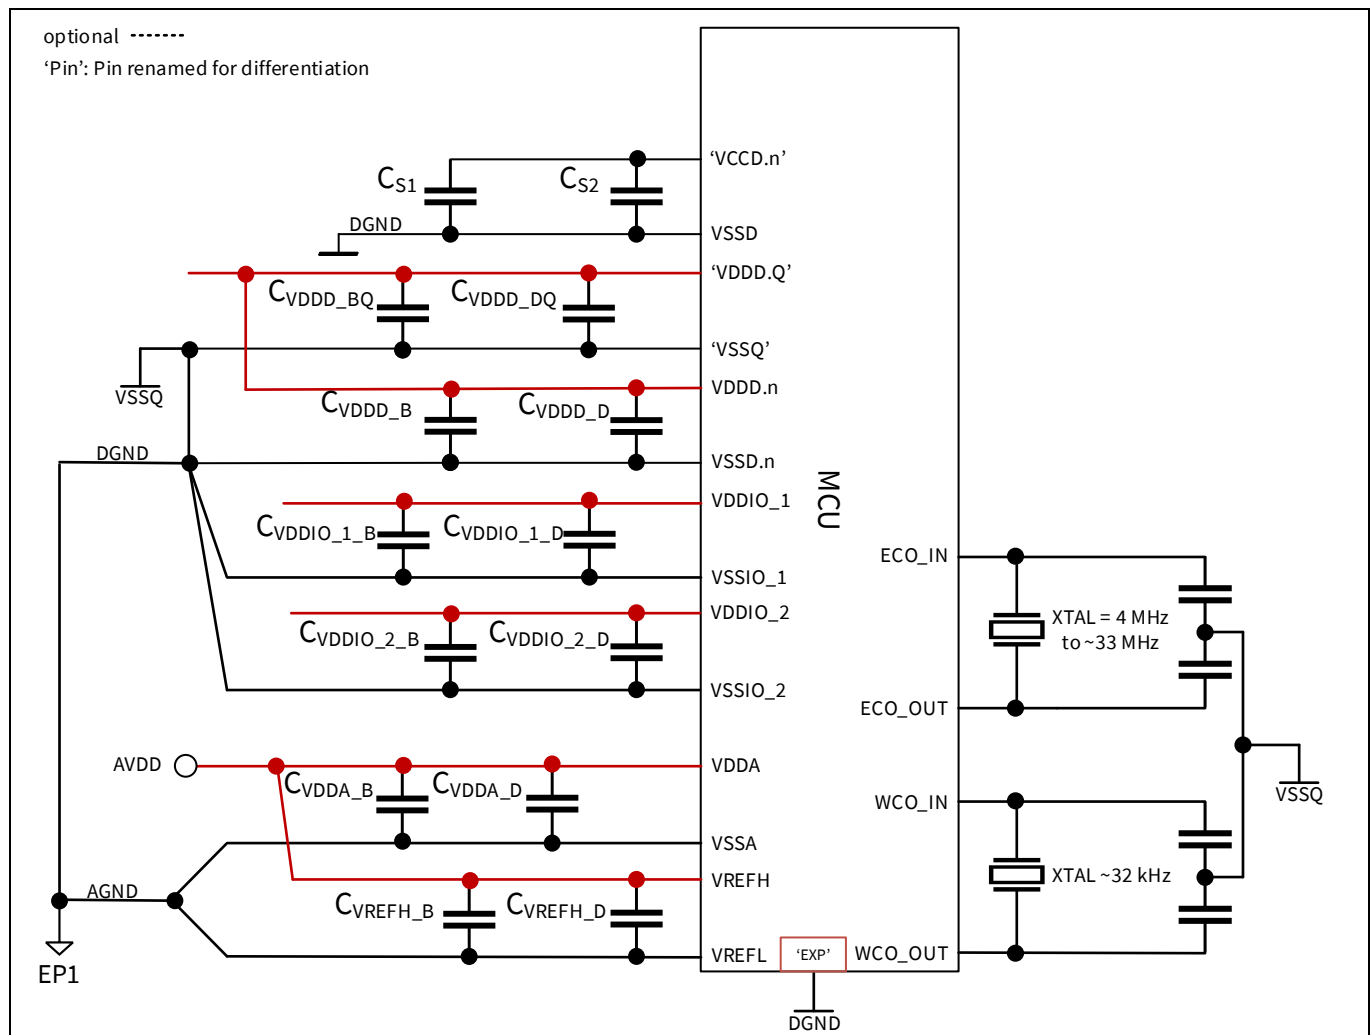 optional -------
‘Pin’: Pin renamed for differentiation
‘VCCD.n’
CS1
CS2
DGND
VSSD
‘VDDD.Q’
CVDDD_BQ
CVDDD_DQ
‘VSSQ’
VSSQ
VDDD.n
CVDDD_B
CVDDD_D
DGND
VSSD.n
VDDIO_1
CVDDIO_1_B
CVDDIO_1_D
VSSIO_1
VDDIO_2
CVDDIO_2_B
CVDDIO_2_D
VSSIO_2
AVDD
VDDA
CVDDA_B
CVDDA_D
VSSA
AGND
VREFH
CVREFH_B
CVREFH_D
VREFL
EP1
MCU
‘EXP’
DGND
ECO_IN
XTAL = 4 MHz
to ~33 MHz
ECO_OUT
WCO_IN
VSSQ
XTAL ~32 kHz
WCO_OUT